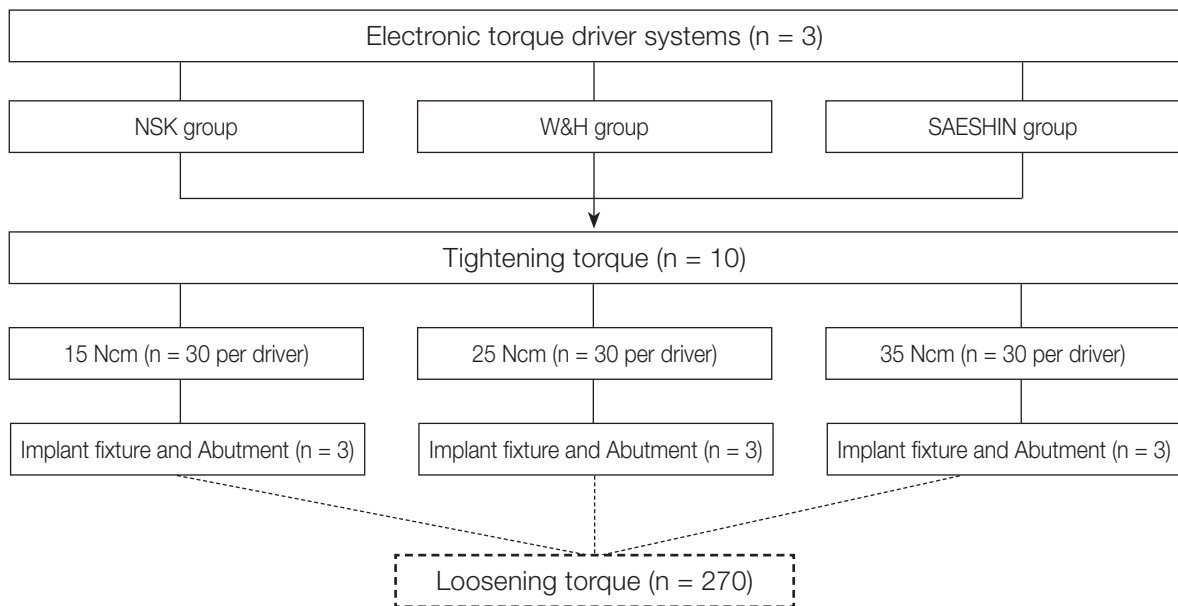 Electronic torque driver systems (n = 3)
NSK group
W&H group
SAESHIN group
Tightening torque (n = 10)
15 Ncm (n = 30 per driver)
25 Ncm (n = 30 per driver)
35 Ncm (n = 30 per driver)
Implant fixture and Abutment (n = 3)
Implant fixture and Abutment (n = 3)
Implant fixture and Abutment (n = 3)
Loosening torque (n = 270)